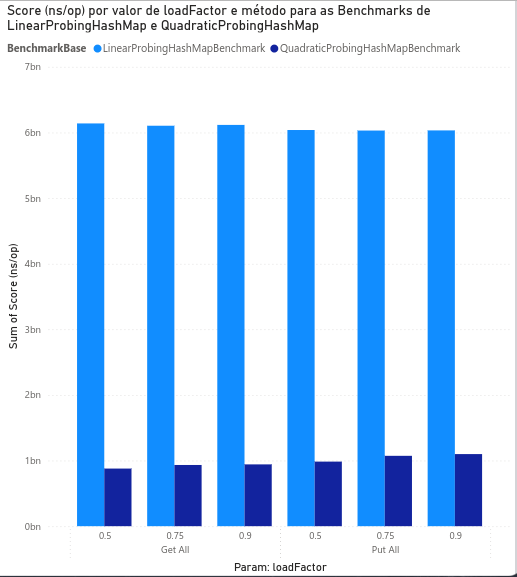 Score (ns/op) por valor de loadFactor e método para as Benchmarks de
LinearProbingHashMap e QuadraticProbingHashMap
BenchmarkBase LinearProbingHashMapBenchmark QuadraticProbingHashMapBenchmark
7bn
6bn
5bn
4bn
3bn
2bn
1bn
0bn
Sum of Score (ns/op)
0.5 0.75 0.9 0.5 0.75 0.9
Get All Put All
Param: loadFactor